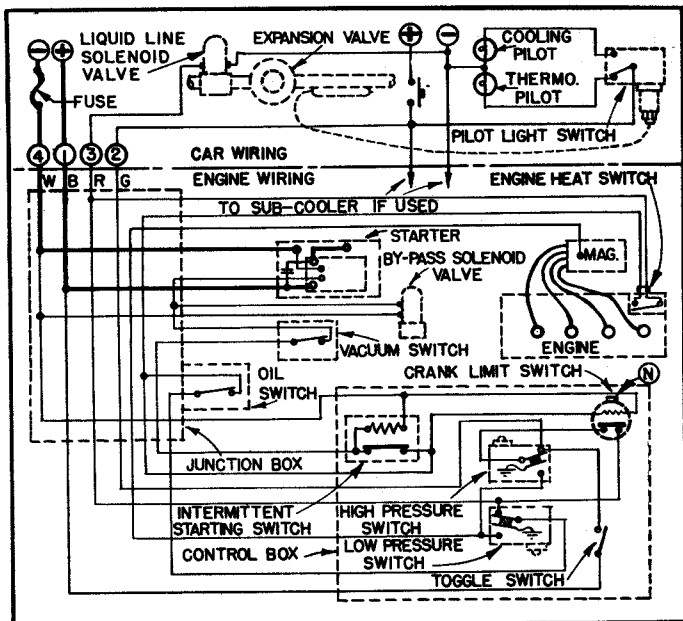 LIQUID LINE
SOLENOID
VALVE
EXPANSION VALVE
COOLING
PILOT
THERMO.
PILOT
FUSE
PILOT LIGHT SWITCH
4 1 3 2
CAR WIRING
W B R G
ENGINE WIRING
ENGINE HEAT SWITCH
TO SUB-COOLER IF USED
STARTER
BY-PASS SOLENOID
VALVE
MAG.
VACUUM SWITCH
ENGINE
OIL
SWITCH
CRANK LIMIT SWITCH
N
JUNCTION BOX
INTERMITTENT
STARTING SWITCH
HIGH PRESSURE
SWITCH
CONTROL BOX
LOW PRESSURE
SWITCH
TOGGLE SWITCH